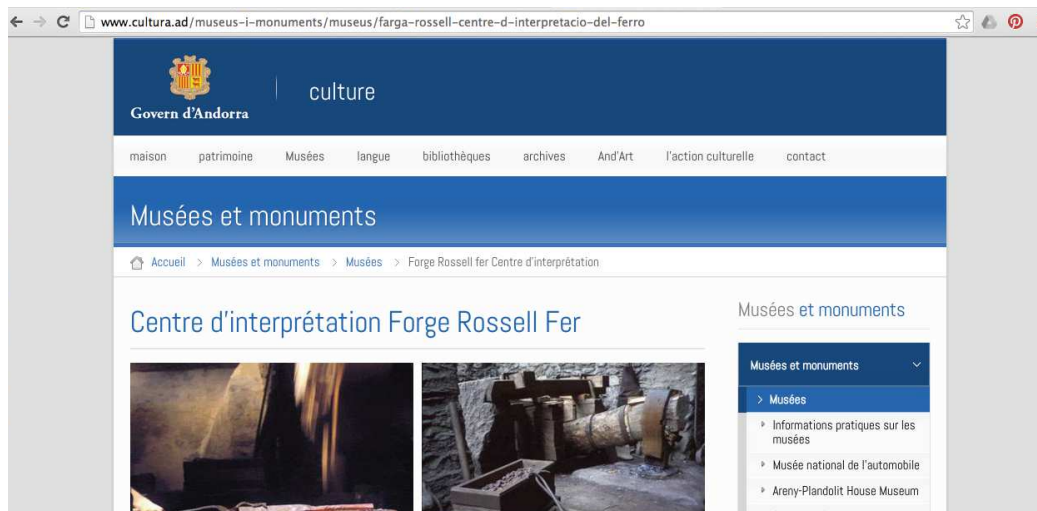 www.cultura.ad/museus-i-monuments/museus/farga-rossell-centre-d-interpretacio-del-ferro
Govern d'Andorra
culture
maison patrimoine Musées langue bibliothèques archives And'Art l'action culturelle contact
Musées et monuments
Accueil > Musées et monuments > Musées > Forge Rossell fer Centre d'interprétation
Centre d'interprétation Forge Rossell Fer
Musées et monuments
Musées et monuments
> Musées
Informations pratiques sur les
musées
Musée national de l'automobile
Areny-Plandolit House Museum